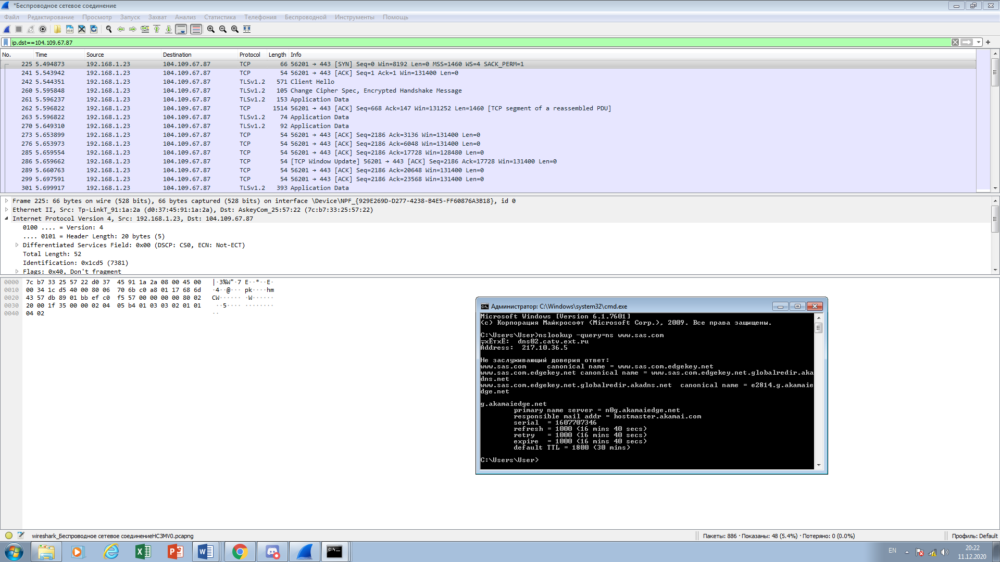 *Беспроводное сетевое соединение
Файл Редактирование Просмотр Запуск Захват Анализ Статистика Телефония Беспроводной Инструменты Помощь
ip.dst==104.109.67.87
No. Time Source Destination Protocol Length Info
225 5.494873 192.168.1.23 104.109.67.87 TCP 66 56201 → 443 [SYN] Seq=0 Win=8192 Len=0 MSS=1460 WS=4 SACK_PERM=1
241 5.543942 192.168.1.23 104.109.67.87 TCP 54 56201 → 443 [ACK] Seq=1 Ack=1 Win=131400 Len=0
242 5.544351 192.168.1.23 104.109.67.87 TLSv1.2 571 Client Hello
260 5.595848 192.168.1.23 104.109.67.87 TLSv1.2 105 Change Cipher Spec, Encrypted Handshake Message
261 5.596237 192.168.1.23 104.109.67.87 TLSv1.2 153 Application Data
262 5.596822 192.168.1.23 104.109.67.87 TCP 1514 56201 → 443 [ACK] Seq=668 Ack=147 Win=131252 Len=1460 [TCP segment of a reassembled PDU]
263 5.596822 192.168.1.23 104.109.67.87 TLSv1.2 74 Application Data
270 5.649310 192.168.1.23 104.109.67.87 TLSv1.2 92 Application Data
273 5.653899 192.168.1.23 104.109.67.87 TCP 54 56201 → 443 [ACK] Seq=2186 Ack=3136 Win=131400 Len=0
276 5.653973 192.168.1.23 104.109.67.87 TCP 54 56201 → 443 [ACK] Seq=2186 Ack=6048 Win=131400 Len=0
285 5.659554 192.168.1.23 104.109.67.87 TCP 54 56201 → 443 [ACK] Seq=2186 Ack=17728 Win=128480 Len=0
286 5.659662 192.168.1.23 104.109.67.87 TCP 54 [TCP Window Update] 56201 → 443 [ACK] Seq=2186 Ack=17728 Win=131400 Len=0
289 5.660763 192.168.1.23 104.109.67.87 TCP 54 56201 → 443 [ACK] Seq=2186 Ack=20648 Win=131400 Len=0
299 5.697591 192.168.1.23 104.109.67.87 TCP 54 56201 → 443 [ACK] Seq=2186 Ack=23568 Win=131400 Len=0
301 5.699917 192.168.1.23 104.109.67.87 TLSv1.2 393 Application Data
Frame 225: 66 bytes on wire (528 bits), 66 bytes captured (528 bits) on interface \Device\NPF_{929E269D-D277-4238-B4E5-FF60876A3B18}, id 0
Ethernet II, Src: Tp-LinkT_91:1a:2a (d0:37:45:91:1a:2a), Dst: AskeyCom_25:57:22 (7c:b7:33:25:57:22)
Internet Protocol Version 4, Src: 192.168.1.23, Dst: 104.109.67.87
0100 .... = Version: 4
.... 0101 = Header Length: 20 bytes (5)
Differentiated Services Field: 0x00 (DSCP: CS0, ECN: Not-ECT)
Total Length: 52
Identification: 0x1cd5 (7381)
Flags: 0x40, Don't fragment
0000 7c b7 33 25 57 22 d0 37 45 91 1a 2a 08 00 45 00 |·3%W"·7 E··*··E·
0010 00 34 1c d5 40 00 80 06 70 6b c0 a8 01 17 68 6d ·4··@··· pk····hm
0020 43 57 db 89 01 bb ef c0 f5 57 00 00 00 00 80 02 CW······ ·W······
0030 20 00 1f 35 00 00 02 04 05 b4 01 03 03 02 01 01 ··5···· ········
0040 04 02 ··
Администратор: C:\Windows\system32\cmd.exe
Microsoft Windows [Version 6.1.7601]
(c) Корпорация Майкрософт (Microsoft Corp.), 2009. Все права защищены.
C:\Users\User>nslookup -query=ns www.sas.com
╤хЁтхЁ: dns02.catv.ext.ru
Address: 217.10.36.5
Не заслуживающий доверия ответ:
www.sas.com canonical name = www.sas.com.edgekey.net
www.sas.com.edgekey.net canonical name = www.sas.com.edgekey.net.globalredir.aka
dns.net
www.sas.com.edgekey.net.globalredir.akadns.net canonical name = e2814.g.akamaie
dge.net
g.akamaiedge.net
primary name server = n0g.akamaiedge.net
responsible mail addr = hostmaster.akamai.com
serial = 1607707346
refresh = 1000 (16 mins 40 secs)
retry = 1000 (16 mins 40 secs)
expire = 1000 (16 mins 40 secs)
default TTL = 1800 (30 mins)
C:\Users\User>
wireshark_Беспроводное сетевое соединениеHC3MV0.pcapng
Пакеты: 886 · Показаны: 48 (5.4%) · Потеряно: 0 (0.0%)
Профиль: Default
EN
20:22
11.12.2020